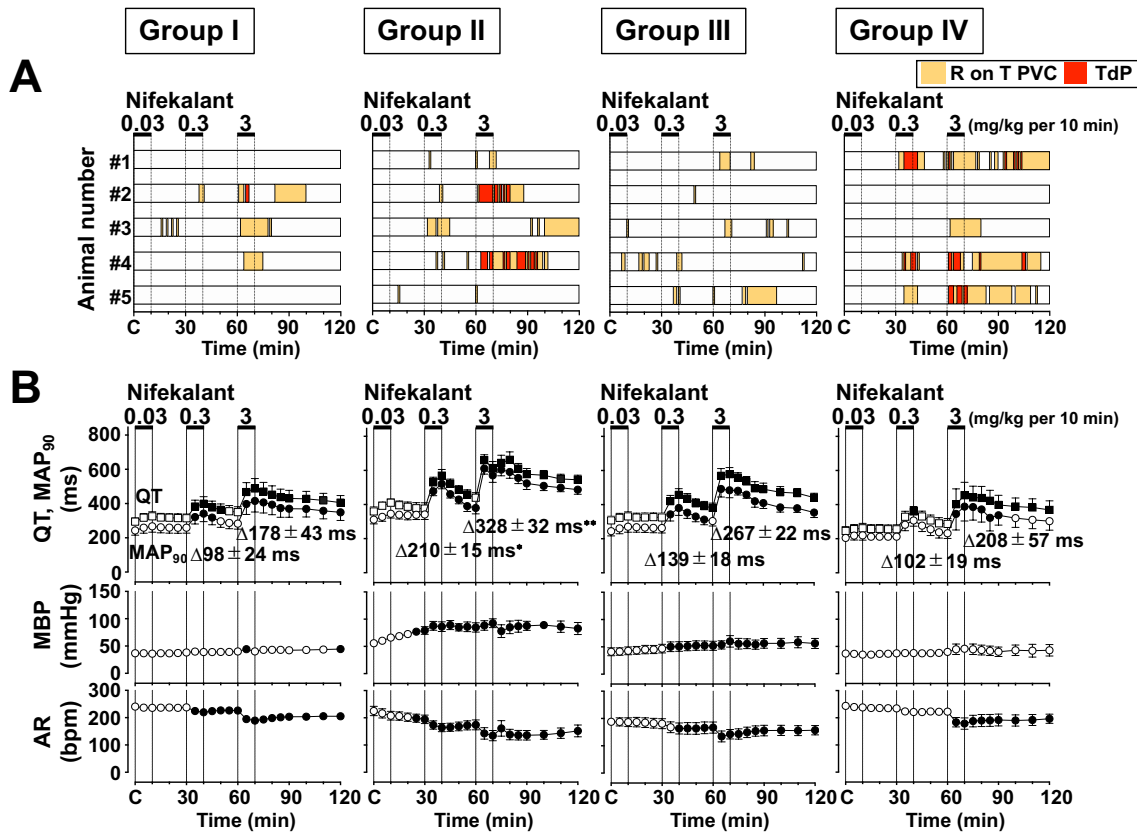 Group I Group II Group III Group IV
R on T PVC TdP
A
Nifekalant Nifekalant Nifekalant Nifekalant
0.03 0.3 3 0.03 0.3 3 0.03 0.3 3 0.03 0.3 3 (mg/kg per 10 min)
Animal number
#1
#2
#3
#4
#5
C 30 60 90 120 C 30 60 90 120 C 30 60 90 120 C 30 60 90 120
Time (min) Time (min) Time (min) Time (min)
B
Nifekalant Nifekalant Nifekalant Nifekalant
0.03 0.3 3 0.03 0.3 3 0.03 0.3 3 0.03 0.3 3 (mg/kg per 10 min)
QT, MAP90
(ms)
800
600
400
200
0
QT
MAP90
Δ98±24 ms
Δ178±43 ms
Δ210±15 ms*
Δ328±32 ms**
Δ139±18 ms
Δ267±22 ms
Δ102±19 ms
Δ208±57 ms
MBP
(mmHg)
150
100
50
0
AR
(bpm)
300
200
100
0
C 30 60 90 120 C 30 60 90 120 C 30 60 90 120 C 30 60 90 120
Time (min) Time (min) Time (min) Time (min)